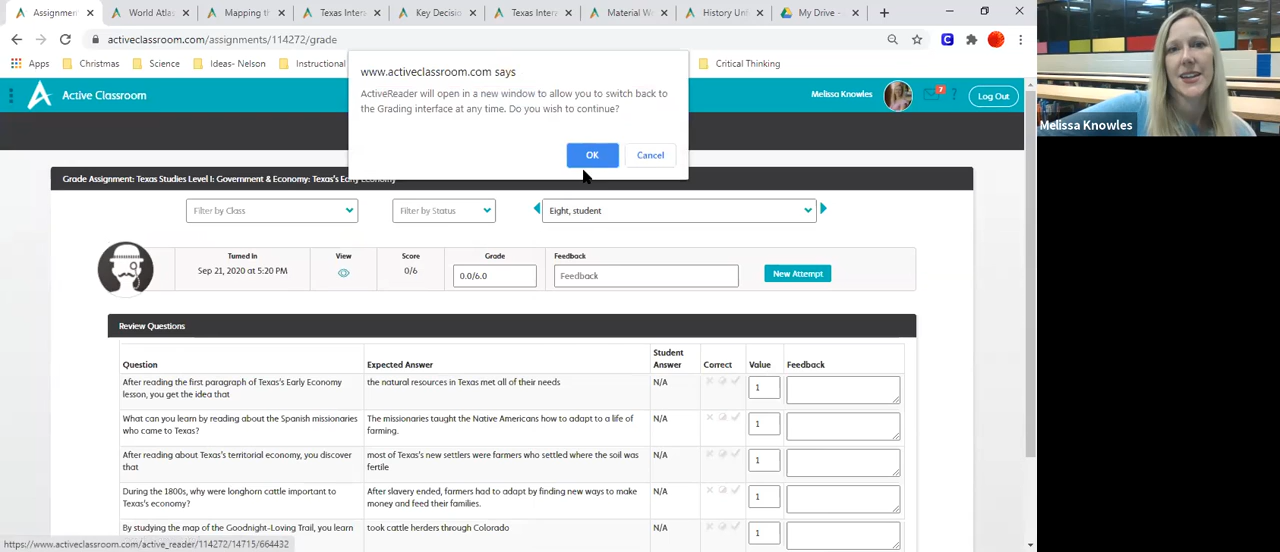 Assignment
World Atlas
Mapping th
Texas Inter
Key Decisio
Texas Intera
Material Wo
History Unf
My Drive -
activeclassroom.com/assignments/114272/grade
Apps
Christmas
Science
Ideas- Nelson
Instructional
Critical Thinking
www.activeclassroom.com says
ActiveReader will open in a new window to allow you to switch back to
the Grading interface at any time. Do you wish to continue?
OK
Cancel
Active Classroom
Melissa Knowles
7
?
Log Out
Melissa Knowles
Grade Assignment: Texas Studies Level I: Government & Economy: Texas's Early Economy
Filter by Class
Filter by Status
Eight, student
Turned In
Sep 21, 2020 at 5:20 PM
View
Score
0/6
Grade
0.0/6.0
Feedback
Feedback
New Attempt
Review Questions
Question
Expected Answer
Student
Answer
Correct
Value
Feedback
After reading the first paragraph of Texas's Early Economy
lesson, you get the idea that
the natural resources in Texas met all of their needs
N/A
1
What can you learn by reading about the Spanish missionaries
who came to Texas?
The missionaries taught the Native Americans how to adapt to a life of
farming.
N/A
1
After reading about Texas's territorial economy, you discover
that
most of Texas's new settlers were farmers who settled where the soil was
fertile
N/A
1
During the 1800s, why were longhorn cattle important to
Texas's economy?
After slavery ended, farmers had to adapt by finding new ways to make
money and feed their families.
N/A
1
By studying the map of the Goodnight-Loving Trail, you learn
took cattle herders through Colorado
N/A
1
https://www.activeclassroom.com/active_reader/114272/14715/664432